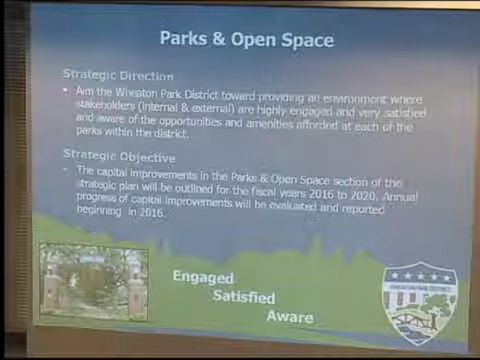 Parks & Open Space
Strategic Direction
• Aim the Winston Park District toward providing an environment where
stakeholders (internal & external) are highly engaged and very satisfied
and aware of the opportunities and amenities afforded at each of the
parks within the district.
Strategic Objective
• The capital improvements in the Parks & Open Space section of the
strategic plan will be outlined for the fiscal years 2016 to 2020. Annual
progress of capital improvements will be evaluated and reported
beginning in 2016.
Engaged
Satisfied
Aware
PARK DISTRICT